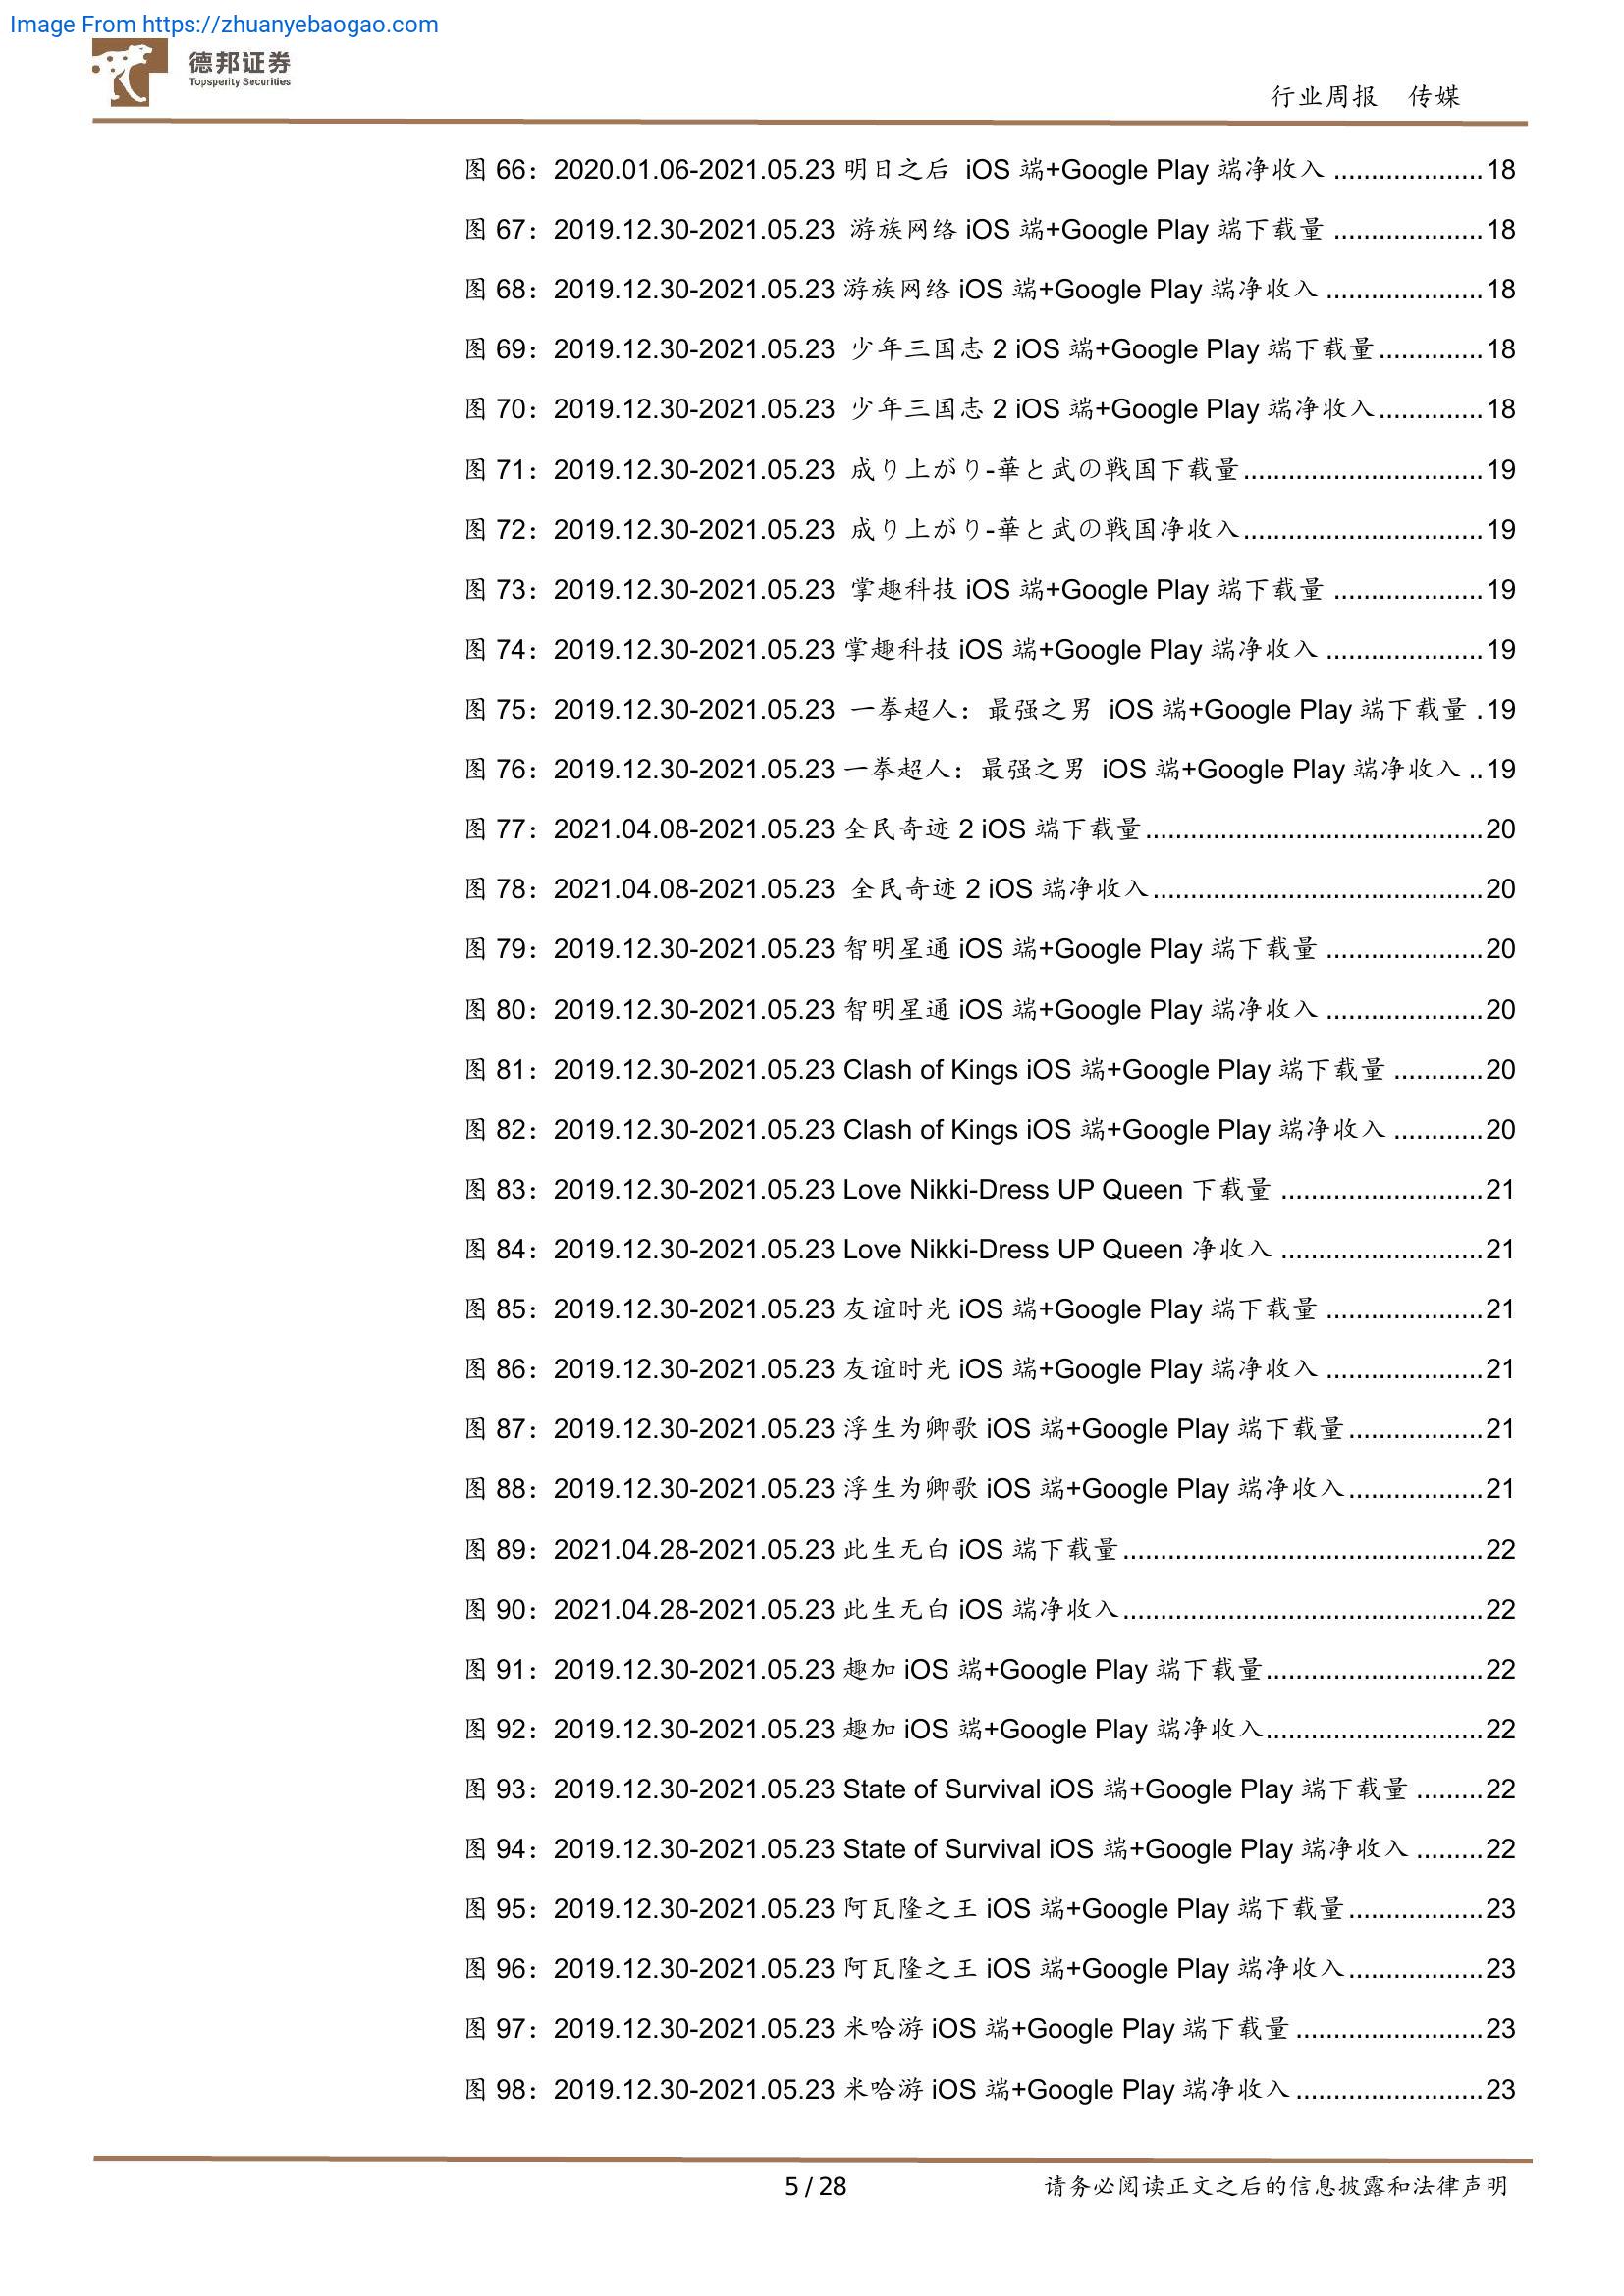 Image From https://zhuanyebaogao.com
德邦证券
Topsperity Securities
行业周报 传媒
图 66：2020.01.06-2021.05.23 明日之后 iOS 端+Google Play 端净收入 ....................18
图 67：2019.12.30-2021.05.23 游族网络 iOS 端+Google Play 端下载量 ....................18
图 68：2019.12.30-2021.05.23 游族网络 iOS 端+Google Play 端净收入 .....................18
图 69：2019.12.30-2021.05.23 少年三国志 2 iOS 端+Google Play 端下载量..............18
图 70：2019.12.30-2021.05.23 少年三国志 2 iOS 端+Google Play 端净收入..............18
图 71：2019.12.30-2021.05.23 成り上がり-華と武の戦国下载量................................19
图 72：2019.12.30-2021.05.23 成り上がり-華と武の戦国净收入................................19
图 73：2019.12.30-2021.05.23 掌趣科技 iOS 端+Google Play 端下载量 ....................19
图 74：2019.12.30-2021.05.23 掌趣科技 iOS 端+Google Play 端净收入 .....................19
图 75：2019.12.30-2021.05.23 一拳超人：最强之男 iOS 端+Google Play 端下载量 .19
图 76：2019.12.30-2021.05.23 一拳超人：最强之男 iOS 端+Google Play 端净收入 ..19
图 77：2021.04.08-2021.05.23 全民奇迹 2 iOS 端下载量.............................................20
图 78：2021.04.08-2021.05.23 全民奇迹 2 iOS 端净收入............................................20
图 79：2019.12.30-2021.05.23 智明星通 iOS 端+Google Play 端下载量 .....................20
图 80：2019.12.30-2021.05.23 智明星通 iOS 端+Google Play 端净收入 .....................20
图 81：2019.12.30-2021.05.23 Clash of Kings iOS 端+Google Play 端下载量 ............20
图 82：2019.12.30-2021.05.23 Clash of Kings iOS 端+Google Play 端净收入 ............20
图 83：2019.12.30-2021.05.23 Love Nikki-Dress UP Queen 下载量 ...........................21
图 84：2019.12.30-2021.05.23 Love Nikki-Dress UP Queen 净收入 ...........................21
图 85：2019.12.30-2021.05.23 友谊时光 iOS 端+Google Play 端下载量 .....................21
图 86：2019.12.30-2021.05.23 友谊时光 iOS 端+Google Play 端净收入 .....................21
图 87：2019.12.30-2021.05.23 浮生为卿歌 iOS 端+Google Play 端下载量..................21
图 88：2019.12.30-2021.05.23 浮生为卿歌 iOS 端+Google Play 端净收入..................21
图 89：2021.04.28-2021.05.23 此生无白 iOS 端下载量................................................22
图 90：2021.04.28-2021.05.23 此生无白 iOS 端净收入................................................22
图 91：2019.12.30-2021.05.23 趣加 iOS 端+Google Play 端下载量.............................22
图 92：2019.12.30-2021.05.23 趣加 iOS 端+Google Play 端净收入.............................22
图 93：2019.12.30-2021.05.23 State of Survival iOS 端+Google Play 端下载量 .........22
图 94：2019.12.30-2021.05.23 State of Survival iOS 端+Google Play 端净收入 .........22
图 95：2019.12.30-2021.05.23 阿瓦隆之王 iOS 端+Google Play 端下载量..................23
图 96：2019.12.30-2021.05.23 阿瓦隆之王 iOS 端+Google Play 端净收入..................23
图 97：2019.12.30-2021.05.23 米哈游 iOS 端+Google Play 端下载量 .........................23
图 98：2019.12.30-2021.05.23 米哈游 iOS 端+Google Play 端净收入 .........................23
5 / 28
请务必阅读正文之后的信息披露和法律声明